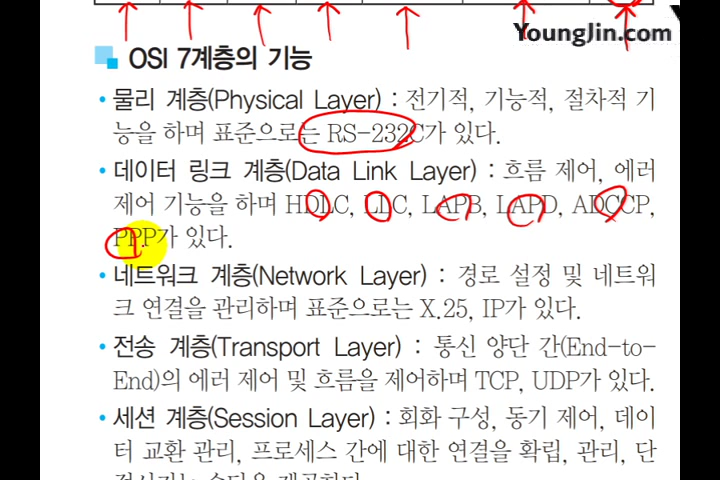 YoungJin.com
OSI 7계층의 기능
• 물리 계층(Physical Layer) : 전기적, 기능적, 절차적 기
능을 하며 표준으로는 RS-232C가 있다.
• 데이터 링크 계층(Data Link Layer) : 흐름 제어, 에러
제어 기능을 하며 HDLC, LLC, LAPB, LAPD, ADCCP,
PPP가 있다.
• 네트워크 계층(Network Layer) : 경로 설정 및 네트워
크 연결을 관리하며 표준으로는 X.25, IP가 있다.
• 전송 계층(Transport Layer) : 통신 양단 간(End-to-
End)의 에러 제어 및 흐름을 제어하며 TCP, UDP가 있다.
• 세션 계층(Session Layer) : 회화 구성, 동기 제어, 데이
터 교환 관리, 프로세스 간에 대한 연결을 확립, 관리, 단